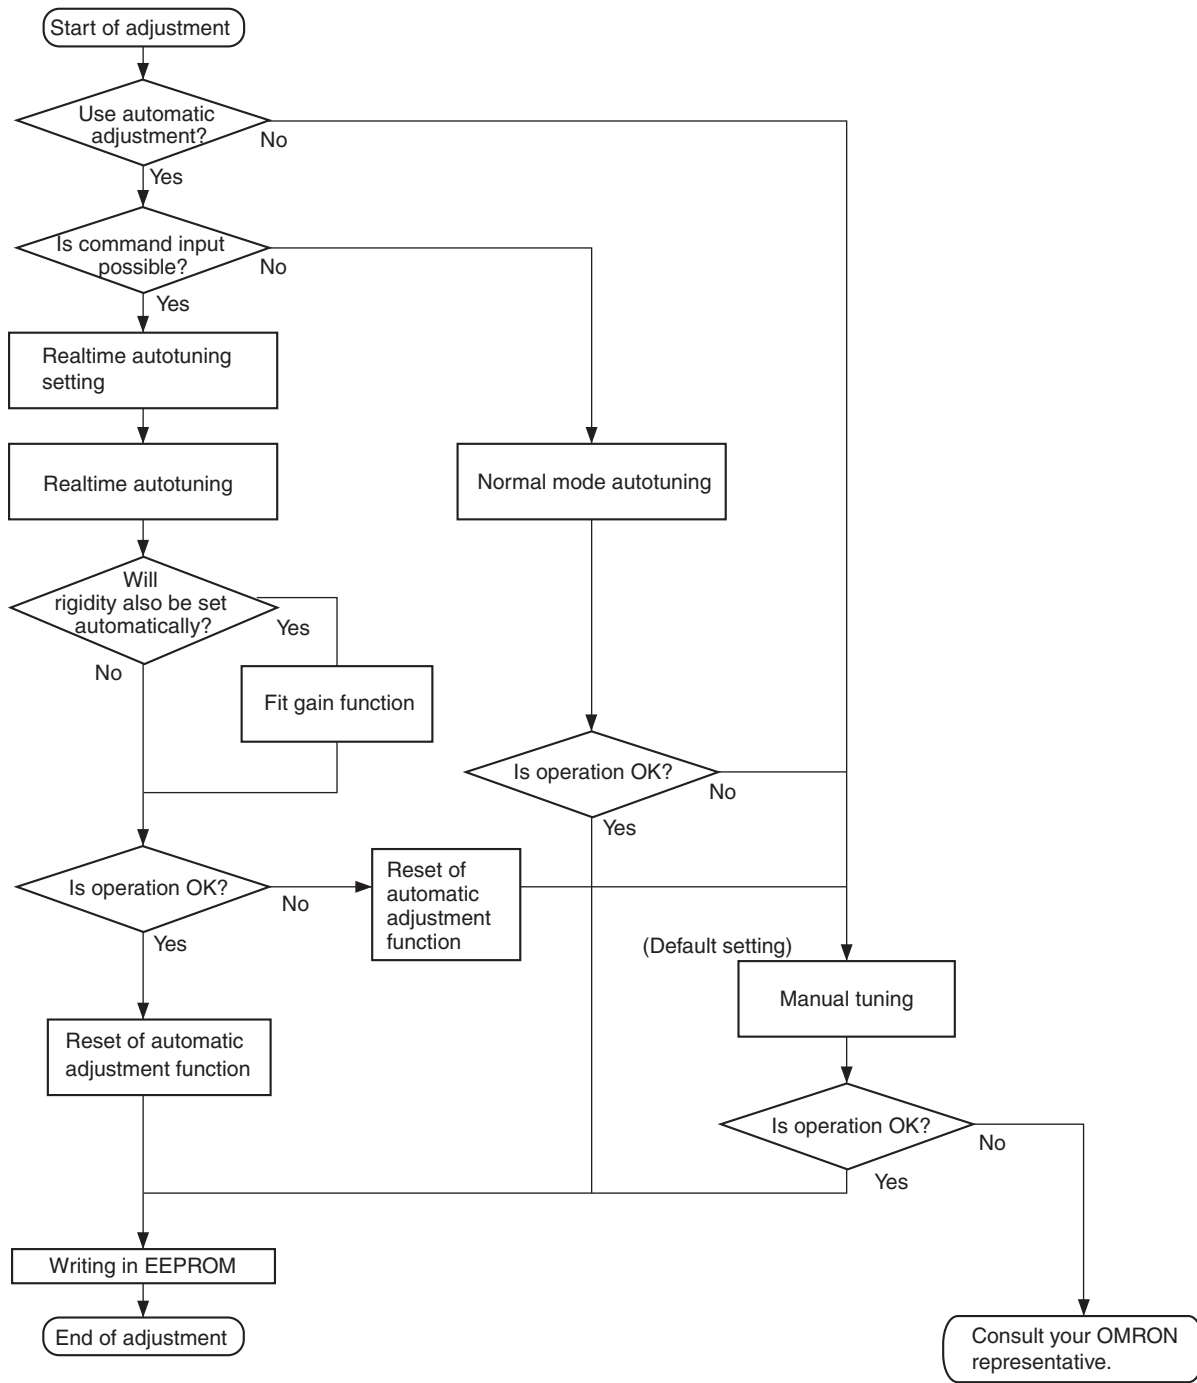 Start of adjustment
Use automatic
adjustment?
No
Yes
Is command input
possible?
No
Yes
Realtime autotuning
setting
Realtime autotuning
Normal mode autotuning
Will
rigidity also be set
automatically?
Yes
No
Fit gain function
Is operation OK?
No
Yes
Is operation OK?
No
Yes
Reset of
automatic
adjustment
function
(Default setting)
Manual tuning
Reset of automatic
adjustment function
Is operation OK?
No
Yes
Writing in EEPROM
End of adjustment
Consult your OMRON
representative.